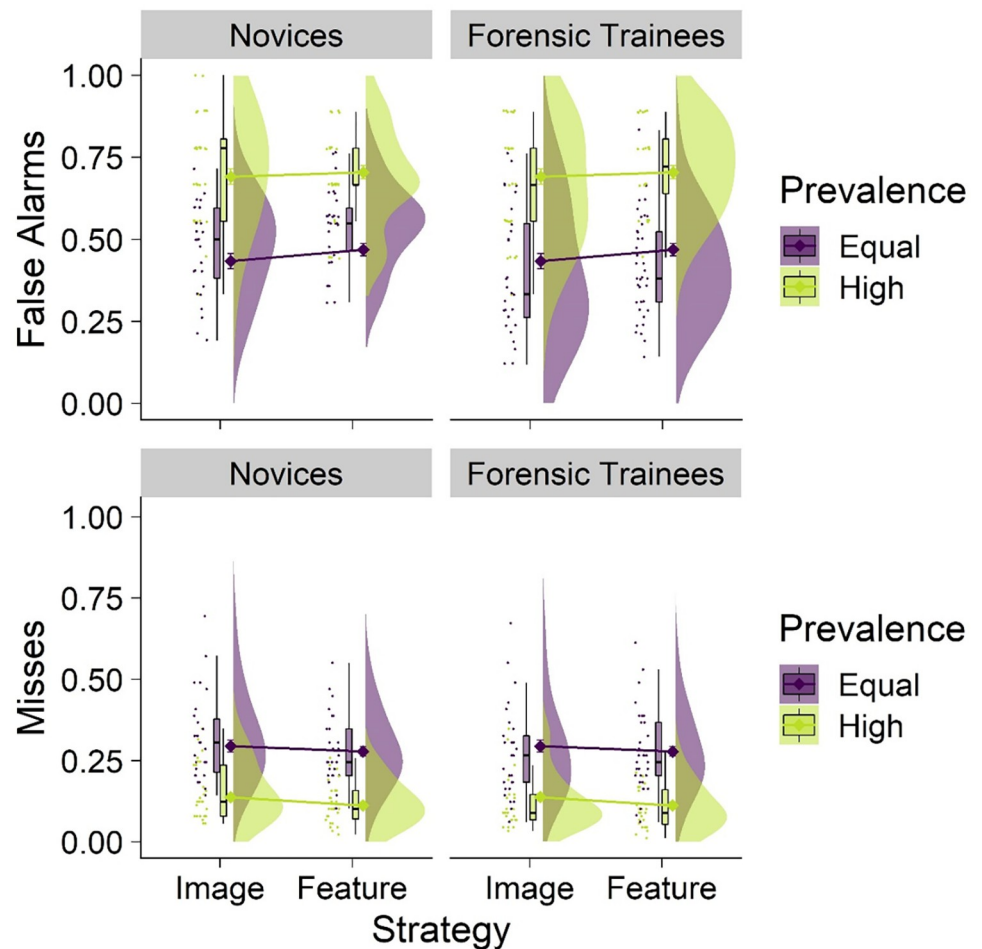 Novices
Forensic Trainees
False Alarms
1.00
0.75
0.50
0.25
0.00
Prevalence
Equal
High
Novices
Forensic Trainees
Misses
1.00
0.75
0.50
0.25
0.00
Prevalence
Equal
High
Image Feature Image Feature
Strategy